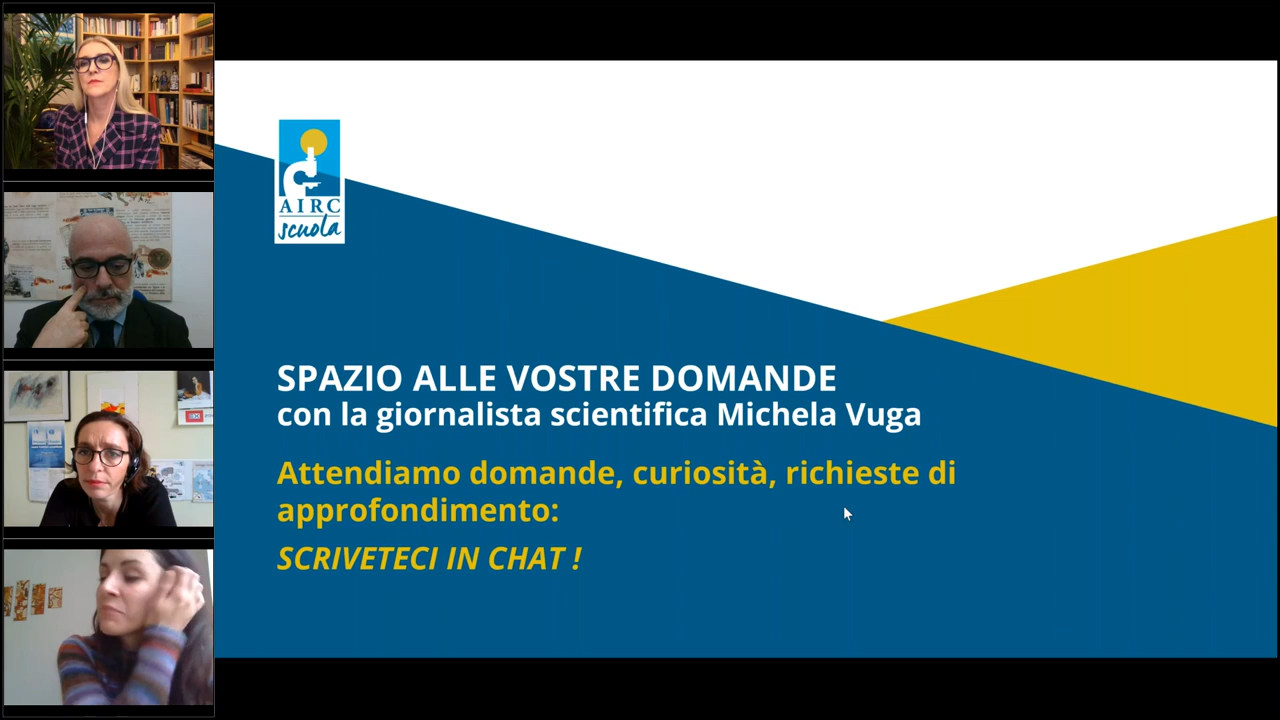 AIRC
scuola
SPAZIO ALLE VOSTRE DOMANDE
con la giornalista scientifica Michela Vuga
Attendiamo domande, curiosità, richieste di
approfondimento:
SCRIVETECI IN CHAT !